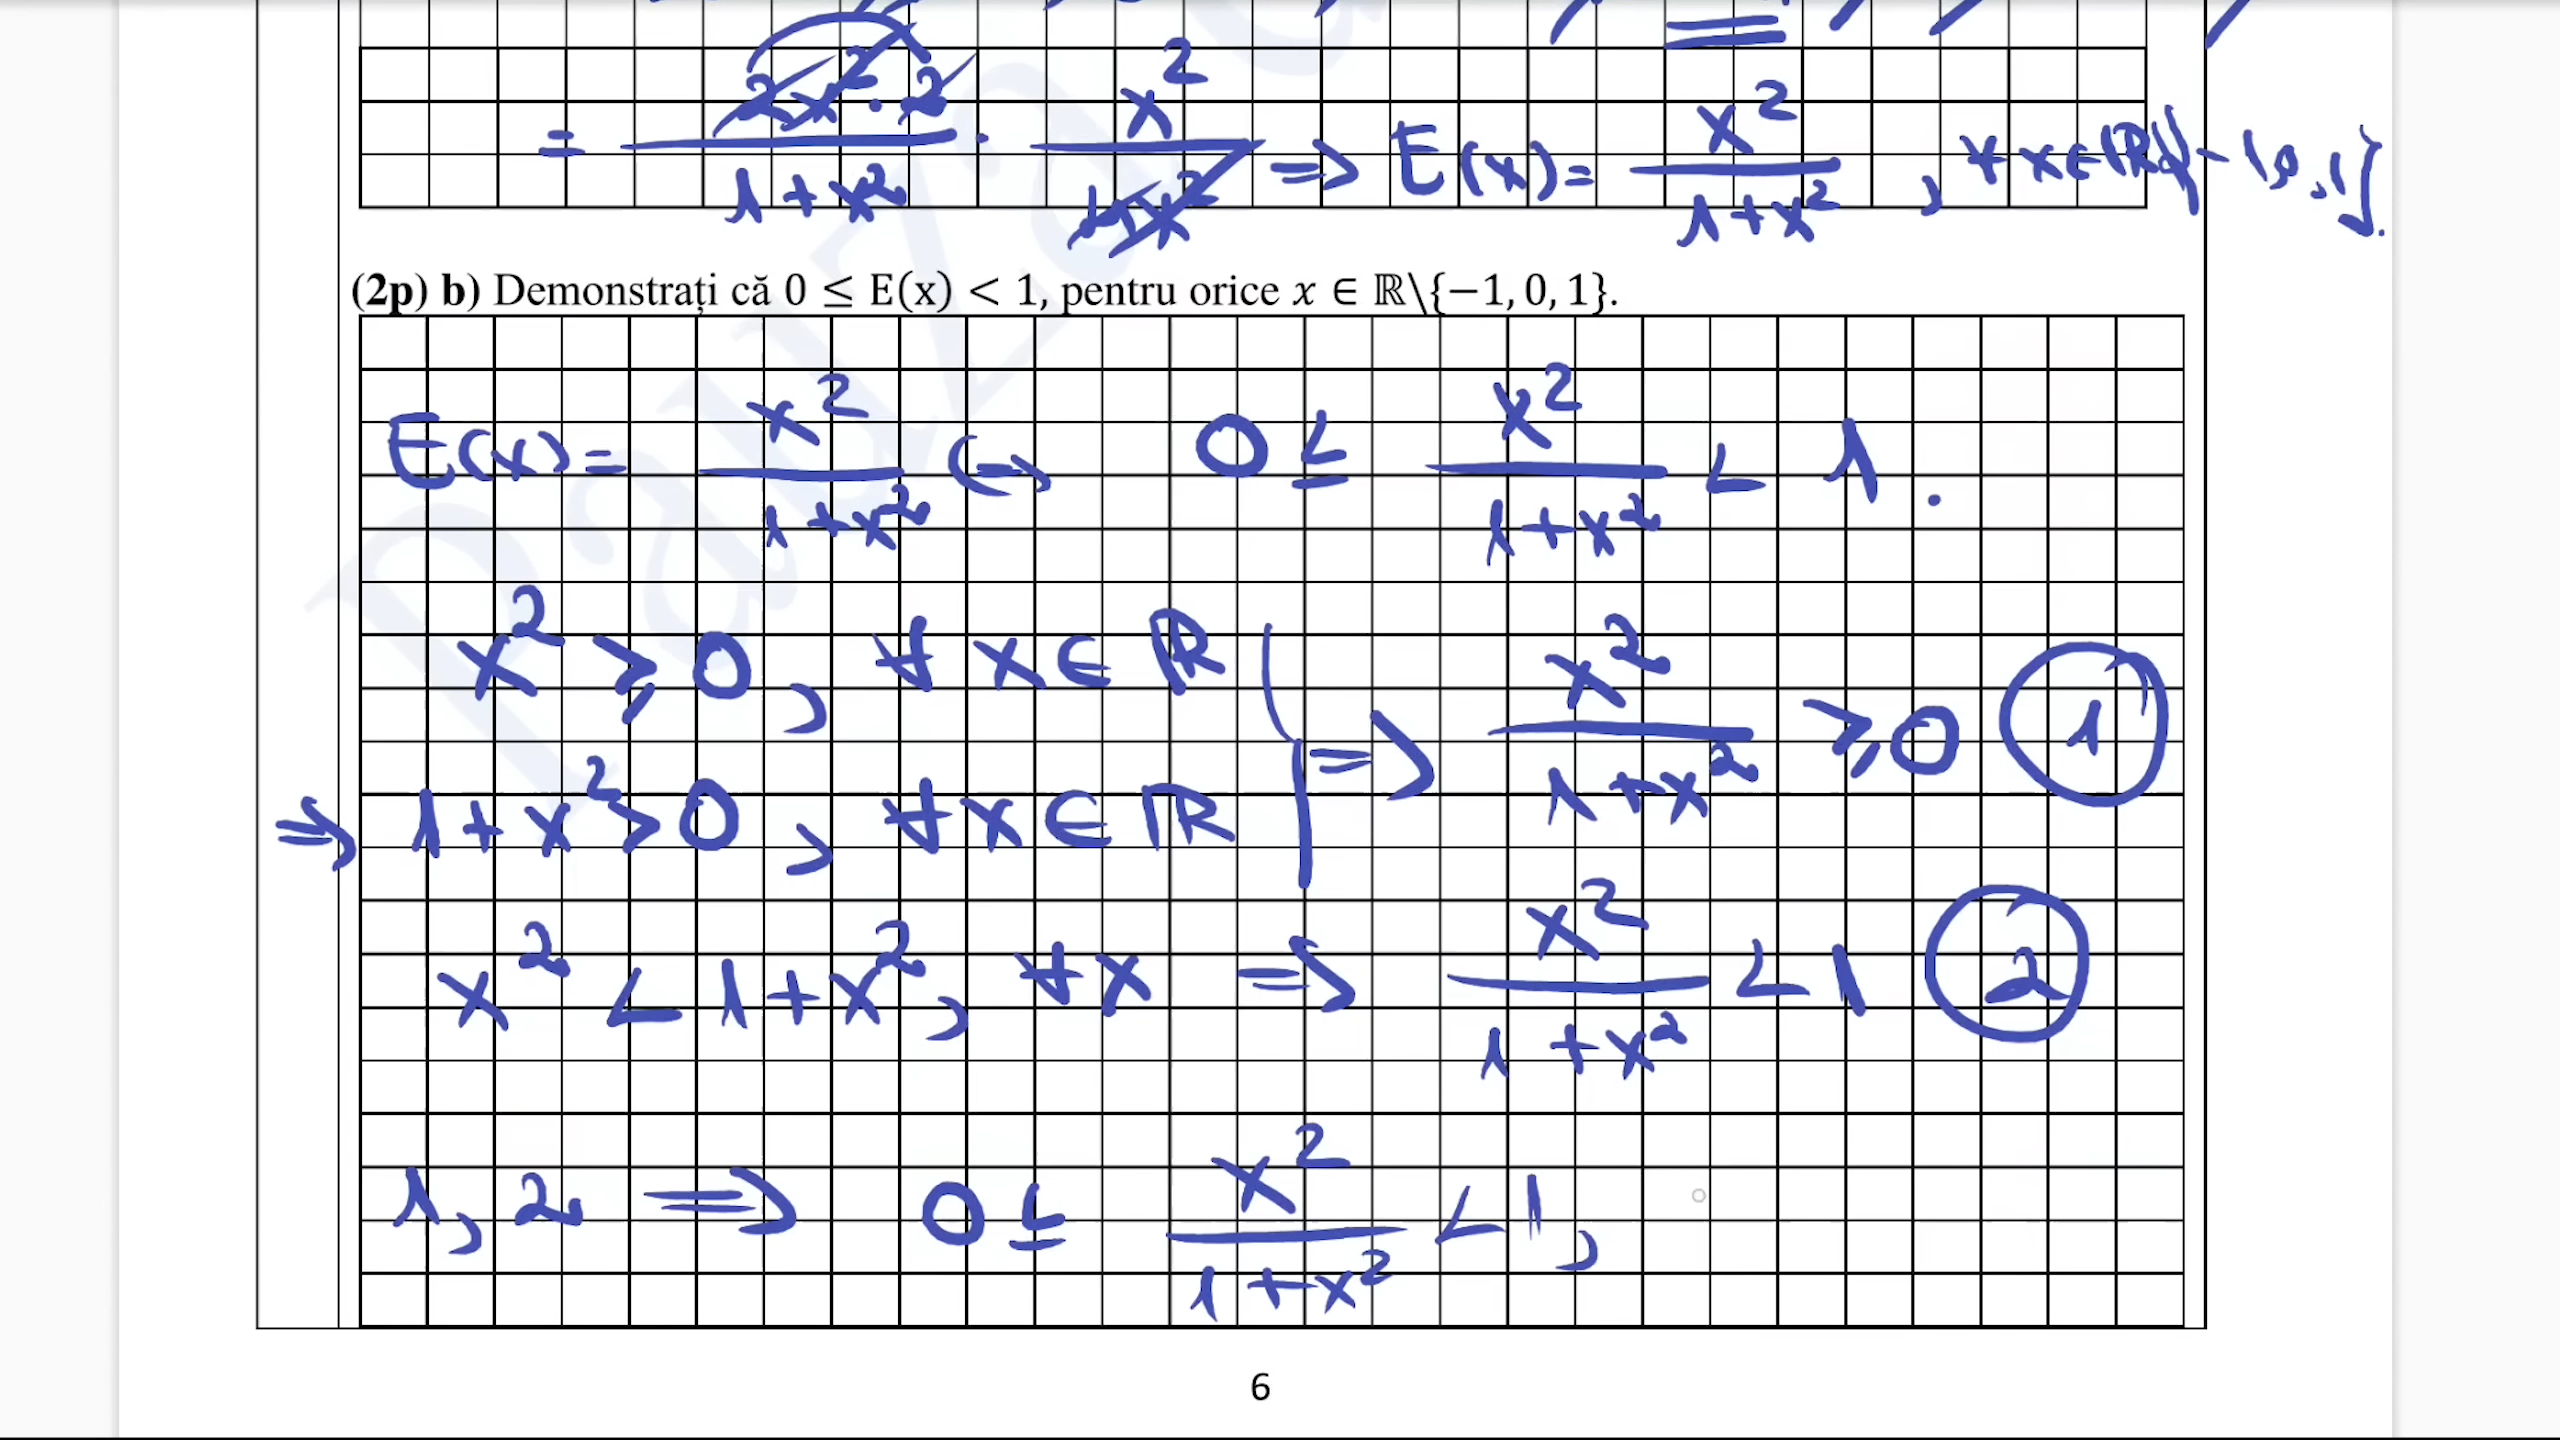 = 2x² · 2 / 1 + x² · x² / 4x² => E(x) = x² / 1 + x² , ∀ x ∈ ℝ \ {-1, 0, 1}.
(2p) b) Demonstrați că 0 ≤ E(x) < 1, pentru orice x ∈ ℝ\{−1, 0, 1}.
E(x) = x² / 1 + x² (=> 0 ≤ x² / 1 + x² < 1 .
x² ≥ 0 , ∀ x ∈ ℝ
=> x² / 1 + x² ≥ 0 1
=> 1 + x² > 0 , ∀ x ∈ ℝ
x² < 1 + x² , ∀ x => x² / 1 + x² < 1 2
1, 2 => 0 ≤ x² / 1 + x² < 1 ,
6